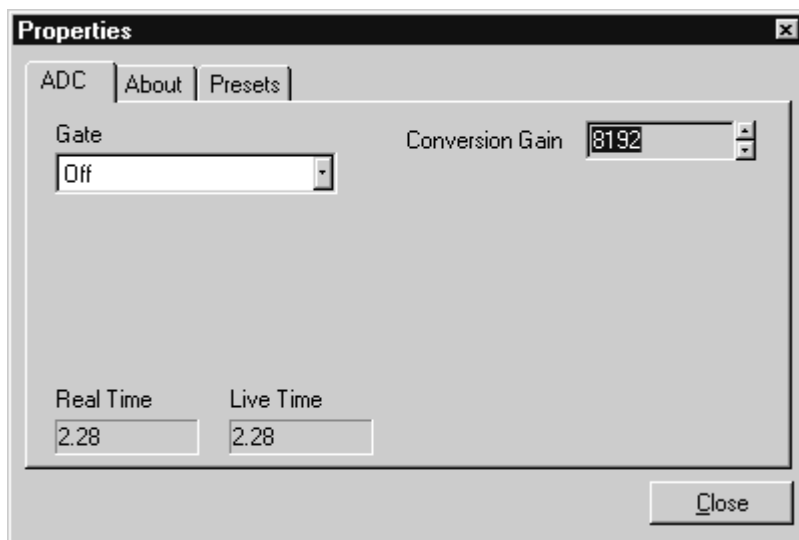 Properties
ADC About Presets
Gate
Off
Conversion Gain 8192
Real Time Live Time
2.28 2.28
Close